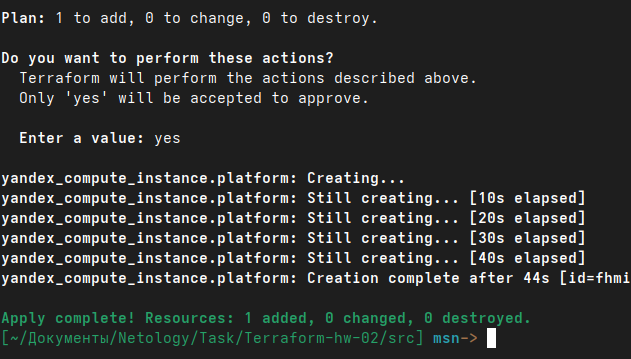 Plan: 1 to add, 0 to change, 0 to destroy.
Do you want to perform these actions?
Terraform will perform the actions described above.
Only 'yes' will be accepted to approve.
Enter a value: yes
yandex_compute_instance.platform: Creating...
yandex_compute_instance.platform: Still creating... [10s elapsed]
yandex_compute_instance.platform: Still creating... [20s elapsed]
yandex_compute_instance.platform: Still creating... [30s elapsed]
yandex_compute_instance.platform: Still creating... [40s elapsed]
yandex_compute_instance.platform: Creation complete after 44s [id=fhmi
Apply complete! Resources: 1 added, 0 changed, 0 destroyed.
[~/Документы/Netology/Task/Terraform-hw-02/src] msn->